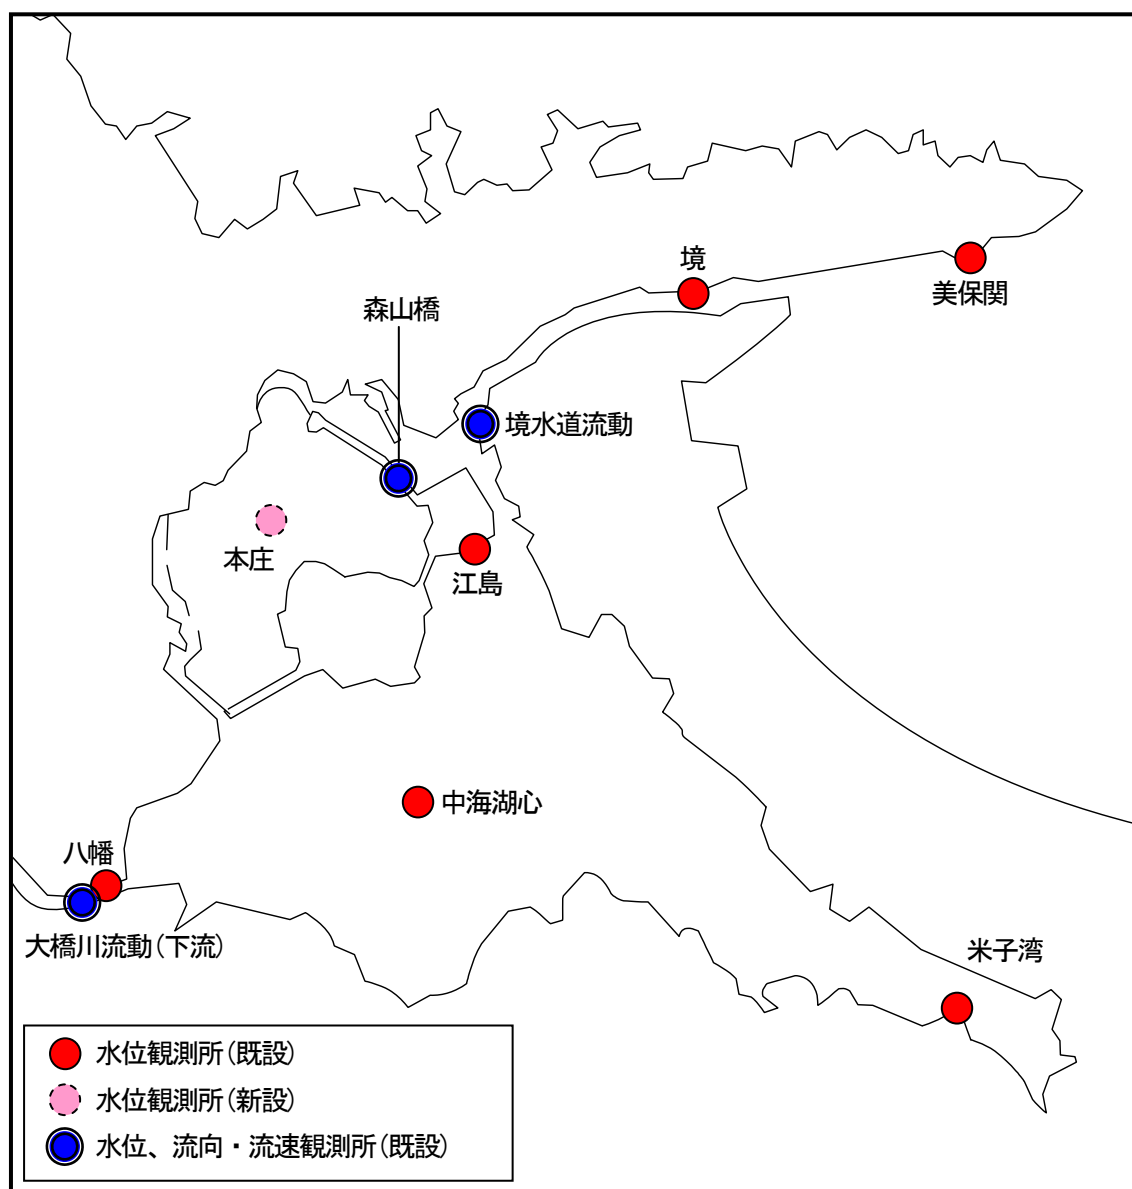 境
美保関
森山橋
境水道流動
本庄
江島
中海湖心
八幡
大橋川流動(下流)
米子湾
水位観測所(既設)
水位観測所(新設)
水位、流向・流速観測所(既設)